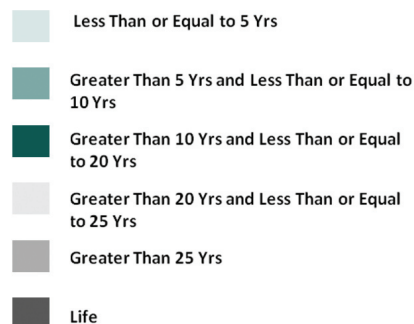 Less Than or Equal to 5 Yrs
Greater Than 5 Yrs and Less Than or Equal to
10 Yrs
Greater Than 10 Yrs and Less Than or Equal
to 20 Yrs
Greater Than 20 Yrs and Less Than or Equal
to 25 Yrs
Greater Than 25 Yrs
Life